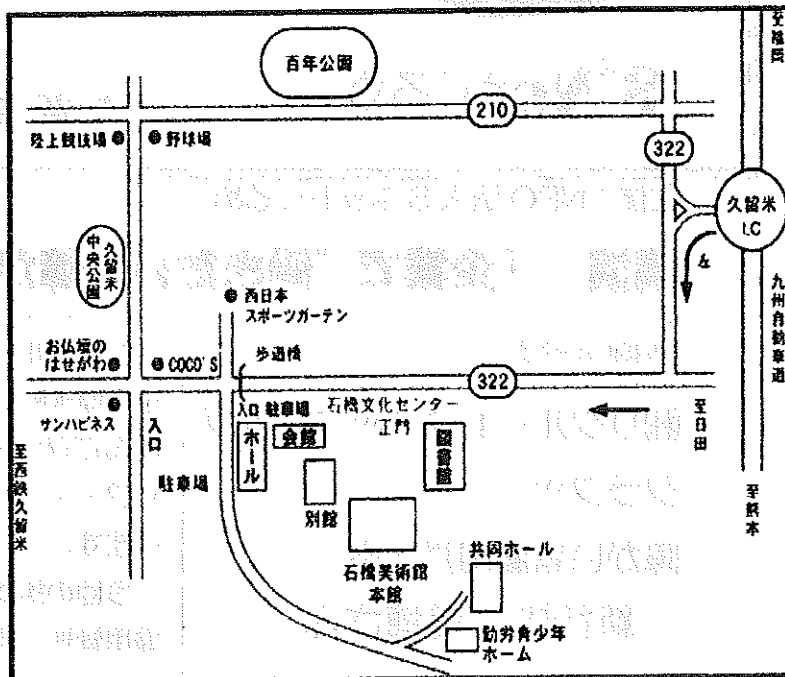 百年公園
至福岡
210
陸上競技場
野球場
322
久留米
I.C
左
久留米
中央公園
九州自動車道
西日本
スポーツガーデン
お仏壇の
はせがわ
COCO'S
歩道橋
322
入口 駐車場
石橋文化センター
正門
至日田
サンハピネス
入口
ホール
会館
図書館
至西鉄久留米
駐車場
別館
至熊本
石橋美術館
本館
共同ホール
勤労青少年
ホーム